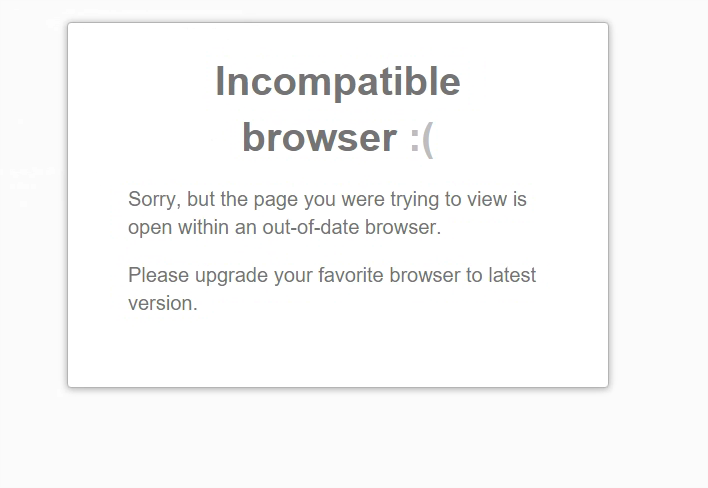 Incompatible
browser :(
Sorry, but the page you were trying to view is
open within an out-of-date browser.
Please upgrade your favorite browser to latest
version.